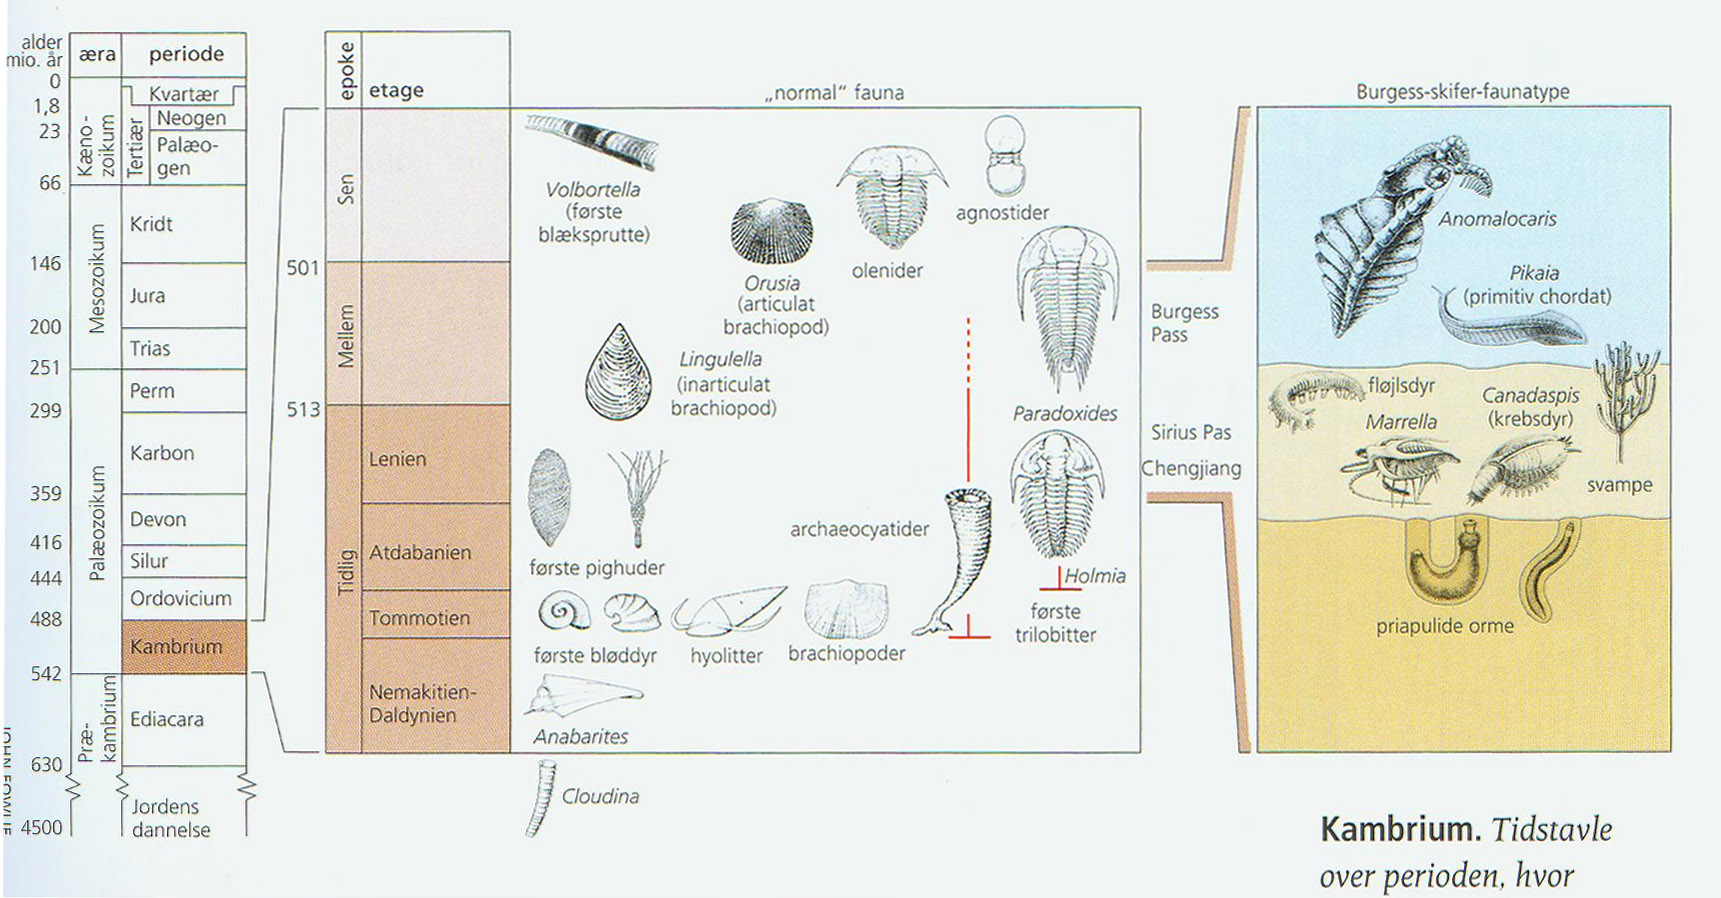 alder
mio. år
æra
periode
0
1,8
23
66
146
200
251
299
359
416
444
488
542
630
4500
Kæno-
zoikum
Mesozoikum
Palæozoikum
Præ-
kambrium
Tertiær
Kvartær
Neogen
Palæo-
gen
Kridt
Jura
Trias
Perm
Karbon
Devon
Silur
Ordovicium
Kambrium
Ediacara
Jordens
dannelse
epoke
etage
501
513
Sen
Mellem
Tidlig
Lenien
Atdabanien
Tommotien
Nemakitien-
Daldynien
„normal“ fauna
Volbortella
(første
blæksprutte)
Orusia
(articulat
brachiopod)
olenider
agnostider
Lingulella
(inarticulat
brachiopod)
Paradoxides
første pighuder
archaeocyatider
Holmia
første
trilobitter
første bløddyr
hyolitter
brachiopoder
Anabarites
Cloudina
Burgess
Pass
Sirius Pas
Chengjiang
Burgess-skifer-faunatype
Anomalocaris
Pikaia
(primitiv chordat)
fløjlsdyr
Marrella
Canadaspis
(krebsdyr)
svampe
priapulide orme
Kambrium. Tidstavle
over perioden, hvor